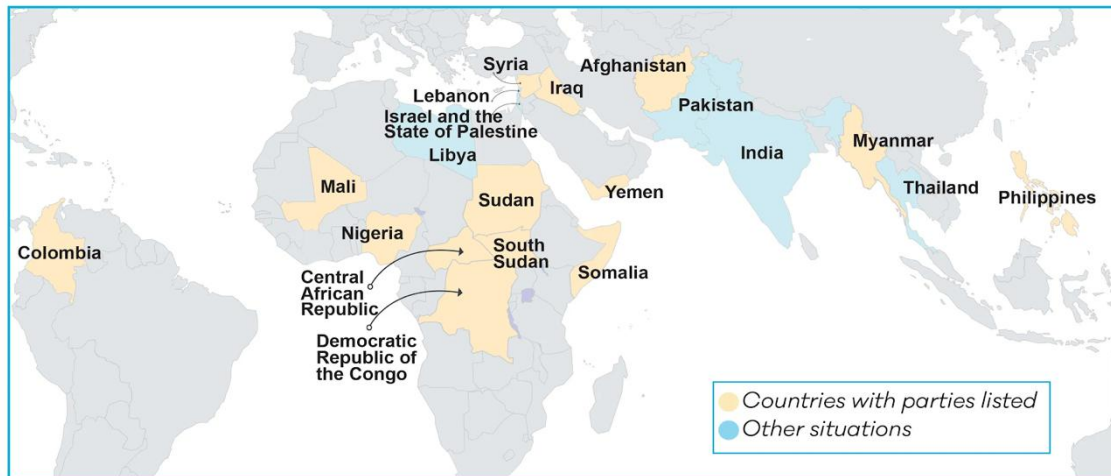 Syria
Lebanon
Israel and the
State of Palestine
Libya
Iraq
Afghanistan
Pakistan
India
Myanmar
Thailand
Philippines
Mali
Nigeria
Sudan
South
Sudan
Yemen
Somalia
Colombia
Central
African
Republic
Democratic
Republic of
the Congo
Countries with parties listed
Other situations